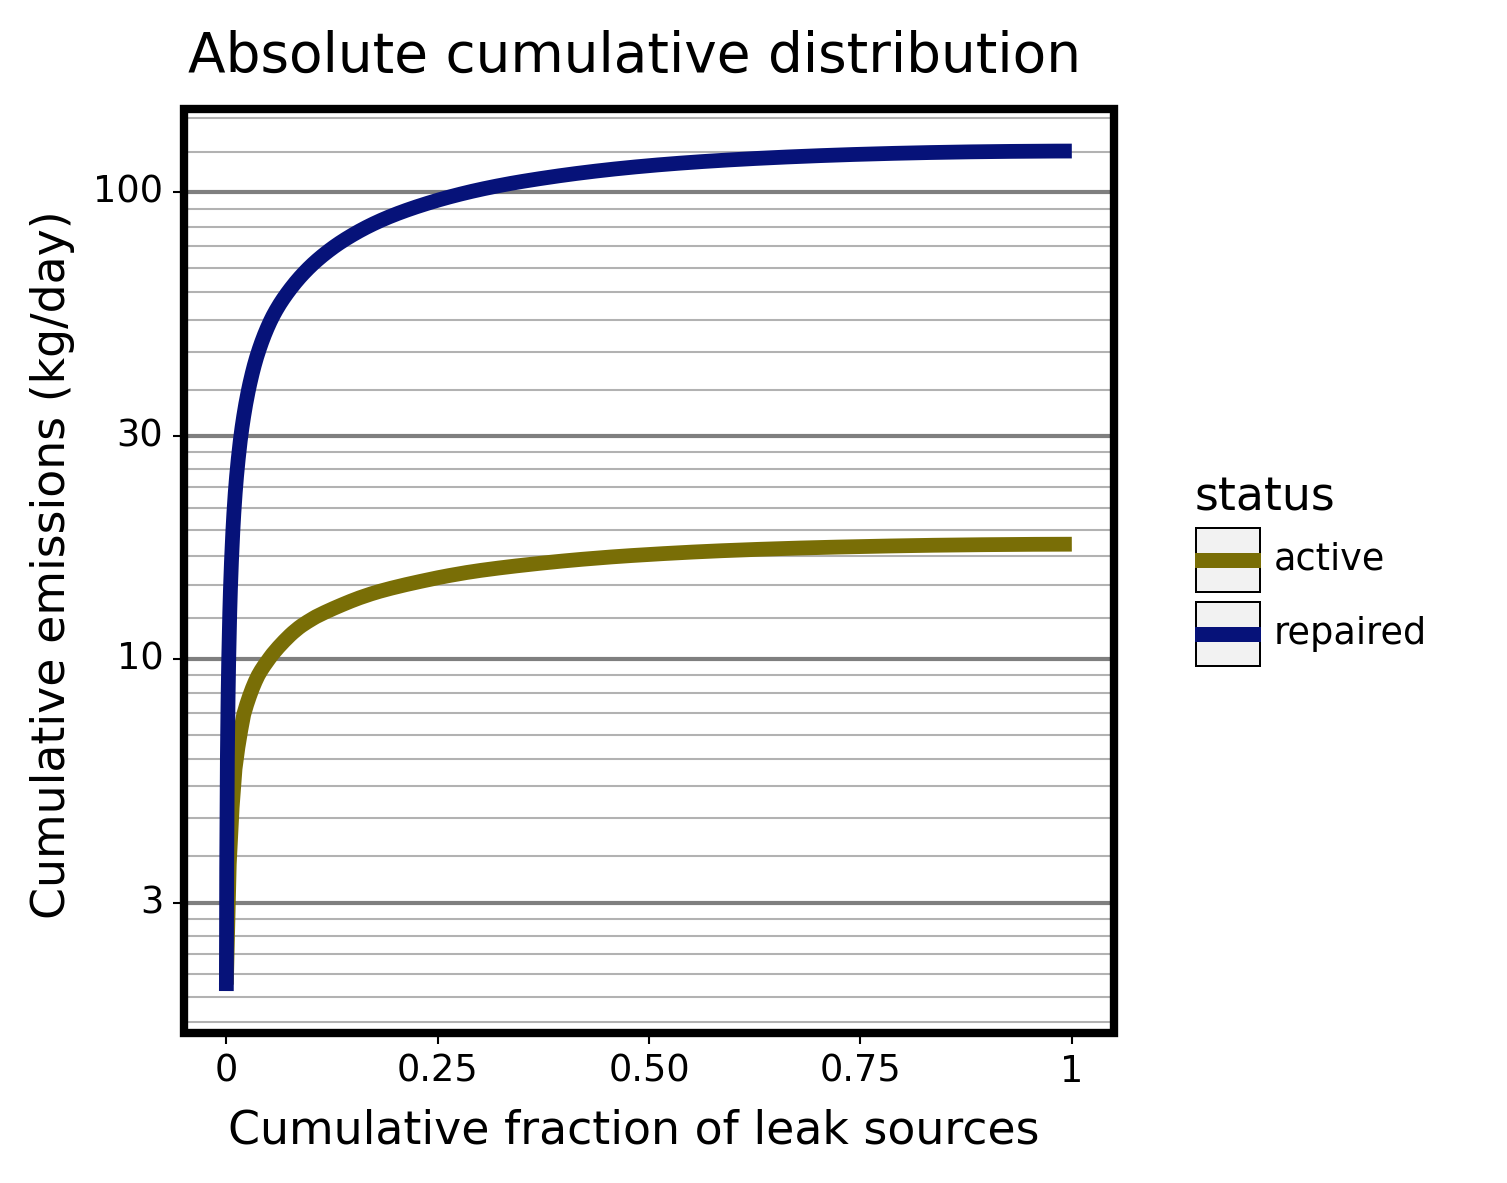 Absolute cumulative distribution
Cumulative emissions (kg/day)
100
30
10
3
0
0.25
0.50
0.75
1
Cumulative fraction of leak sources
status
active
repaired